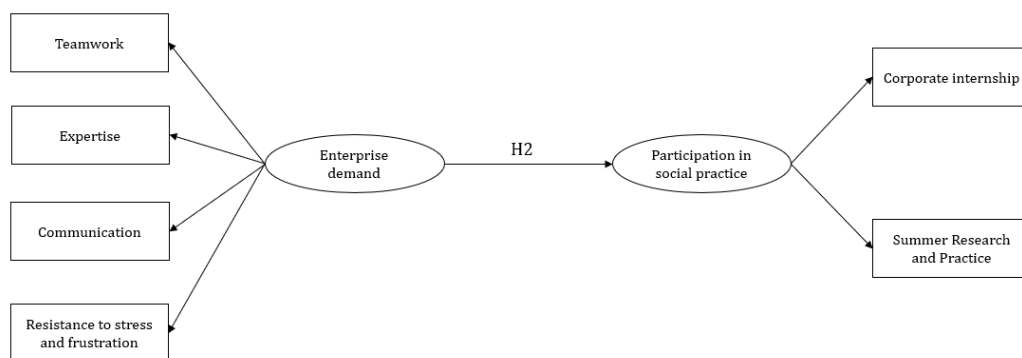 Teamwork
Expertise
Communication
Resistance to stress
and frustration
Enterprise
demand
H2
Participation in
social practice
Corporate internship
Summer Research
and Practice